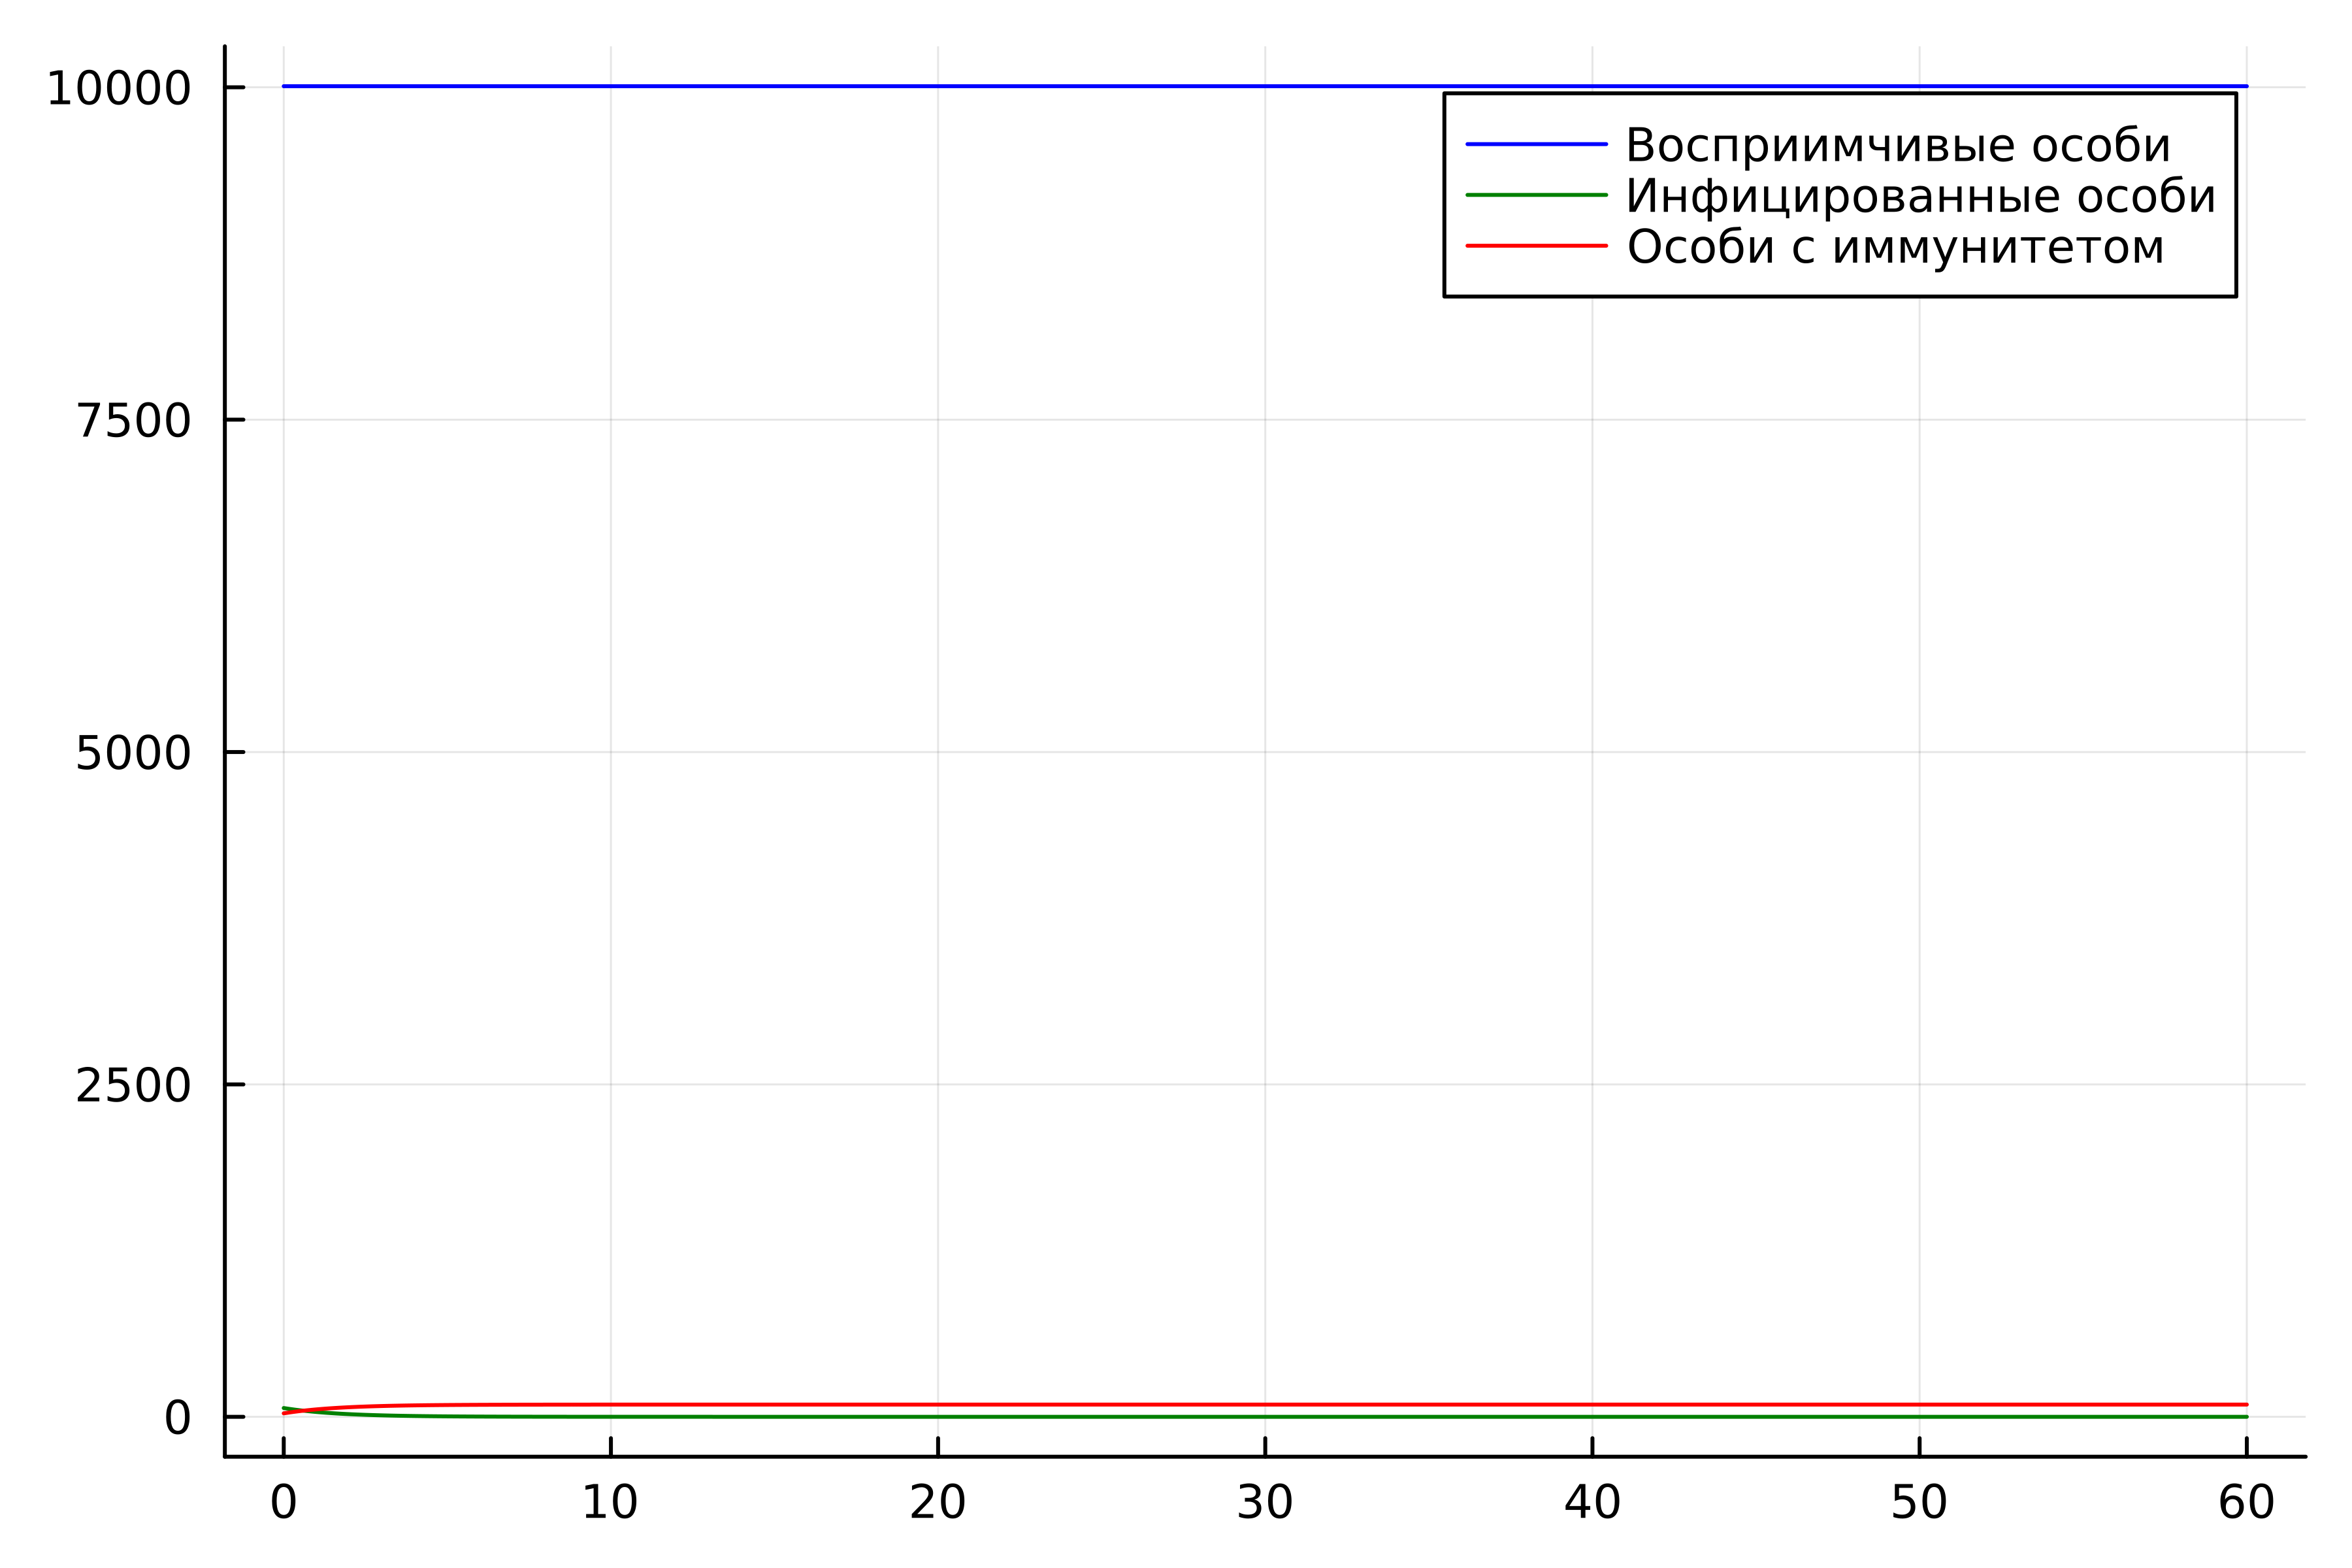 10000
Восприимчивые особи
Инфицированные особи
Особи с иммунитетом
7500
5000
2500
0
0 10 20 30 40 50 60